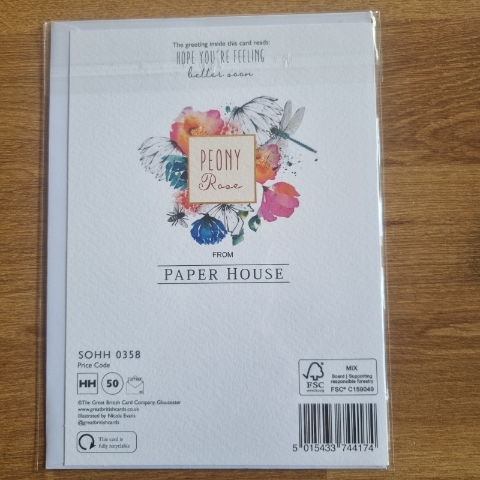 The greeting inside this card reads:
HOPE YOU'RE FEELING
better soon
PEONY
Rose
FROM
PAPER HOUSE
SOHH 0358
Price Code
HH 50
©The Great British Card Company, Gloucester
www.greatbritishcards.co.uk
Illustrated by Nicola Evans
@greatbritishcards
This card is
fully recyclable
FSC
MIX
Board | Supporting
responsible forestry
FSC® C159049
5 015433 744174